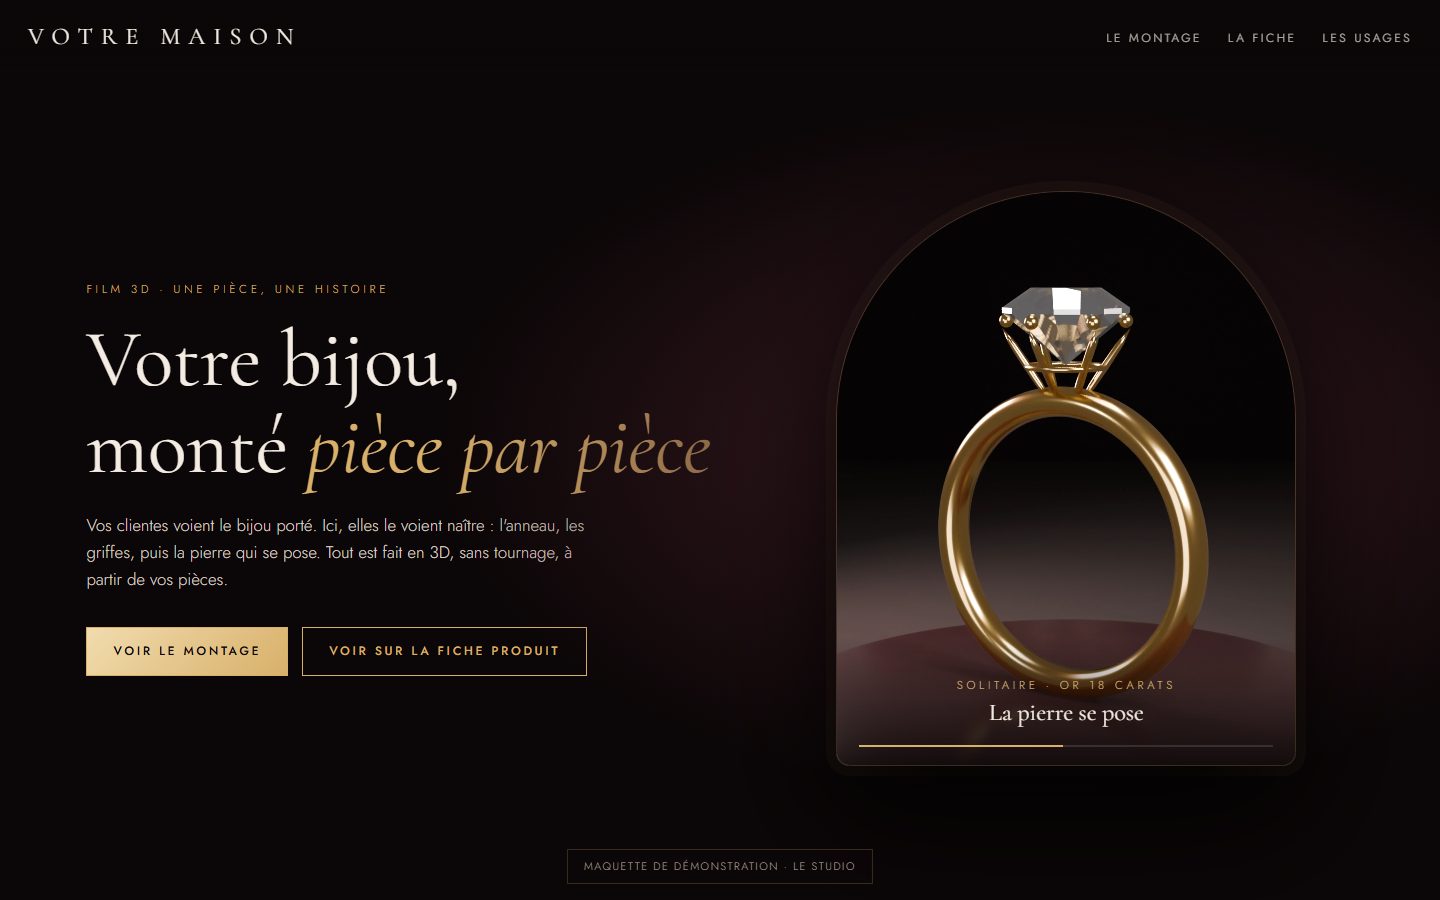 VOTRE MAISON
LE MONTAGE
LA FICHE
LES USAGES
FILM 3D · UNE PIÈCE, UNE HISTOIRE
Votre bijou,
monté pièce par pièce
Vos clientes voient le bijou porté. Ici, elles le voient naître : l'anneau, les
griffes, puis la pierre qui se pose. Tout est fait en 3D, sans tournage, à
partir de vos pièces.
VOIR LE MONTAGE
VOIR SUR LA FICHE PRODUIT
SOLITAIRE · OR 18 CARATS
La pierre se pose
MAQUETTE DE DÉMONSTRATION · LE STUDIO